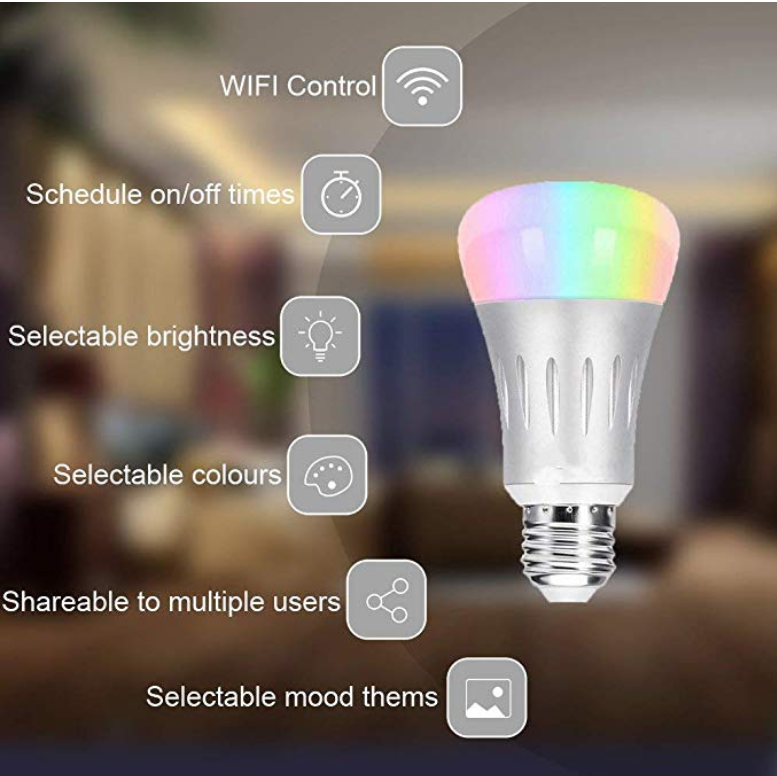 WIFI Control
Schedule on/off times
Selectable brightness
Selectable colours
Shareable to multiple users
Selectable mood thems